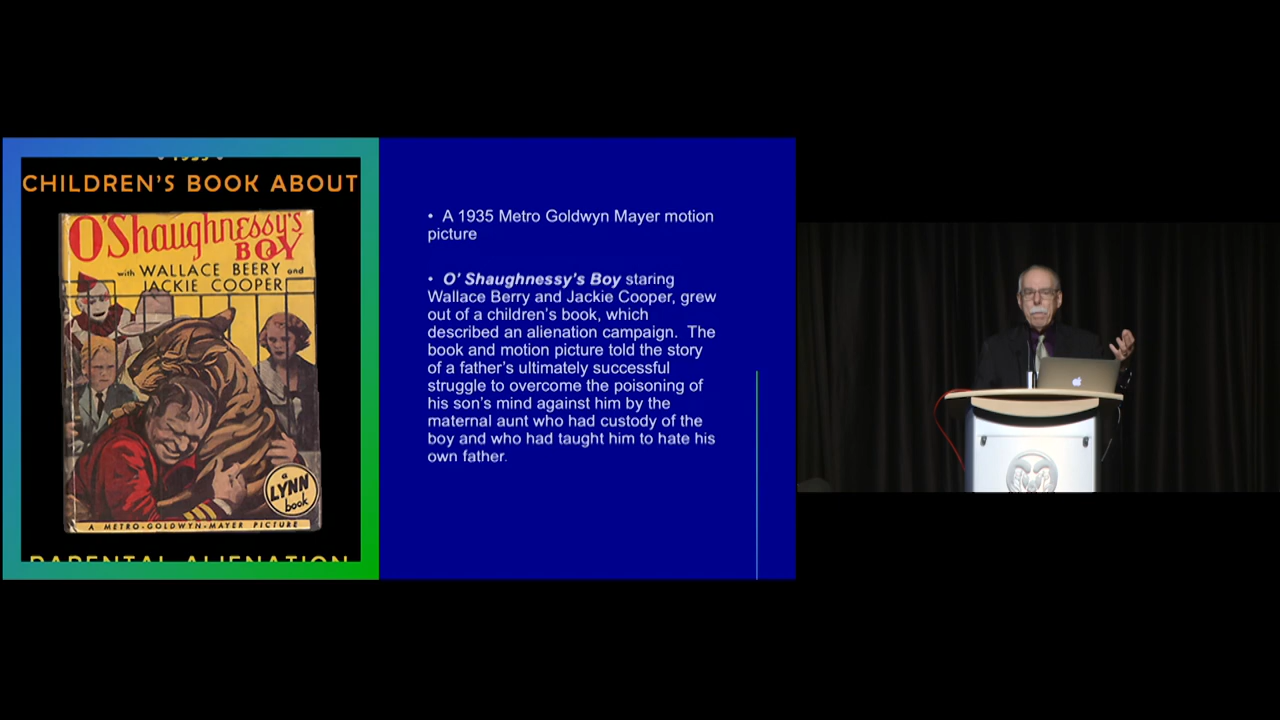 1935
CHILDREN'S BOOK ABOUT
O'Shaughnessy's
BOY
with WALLACE BEERY and
JACKIE COOPER
a
LYNN
book
A METRO-GOLDWYN-MAYER PICTURE
PARENTAL ALIENATION
• A 1935 Metro Goldwyn Mayer motion
picture
• O' Shaughnessy's Boy staring
Wallace Berry and Jackie Cooper, grew
out of a children's book, which
described an alienation campaign. The
book and motion picture told the story
of a father's ultimately successful
struggle to overcome the poisoning of
his son's mind against him by the
maternal aunt who had custody of the
boy and who had taught him to hate his
own father.